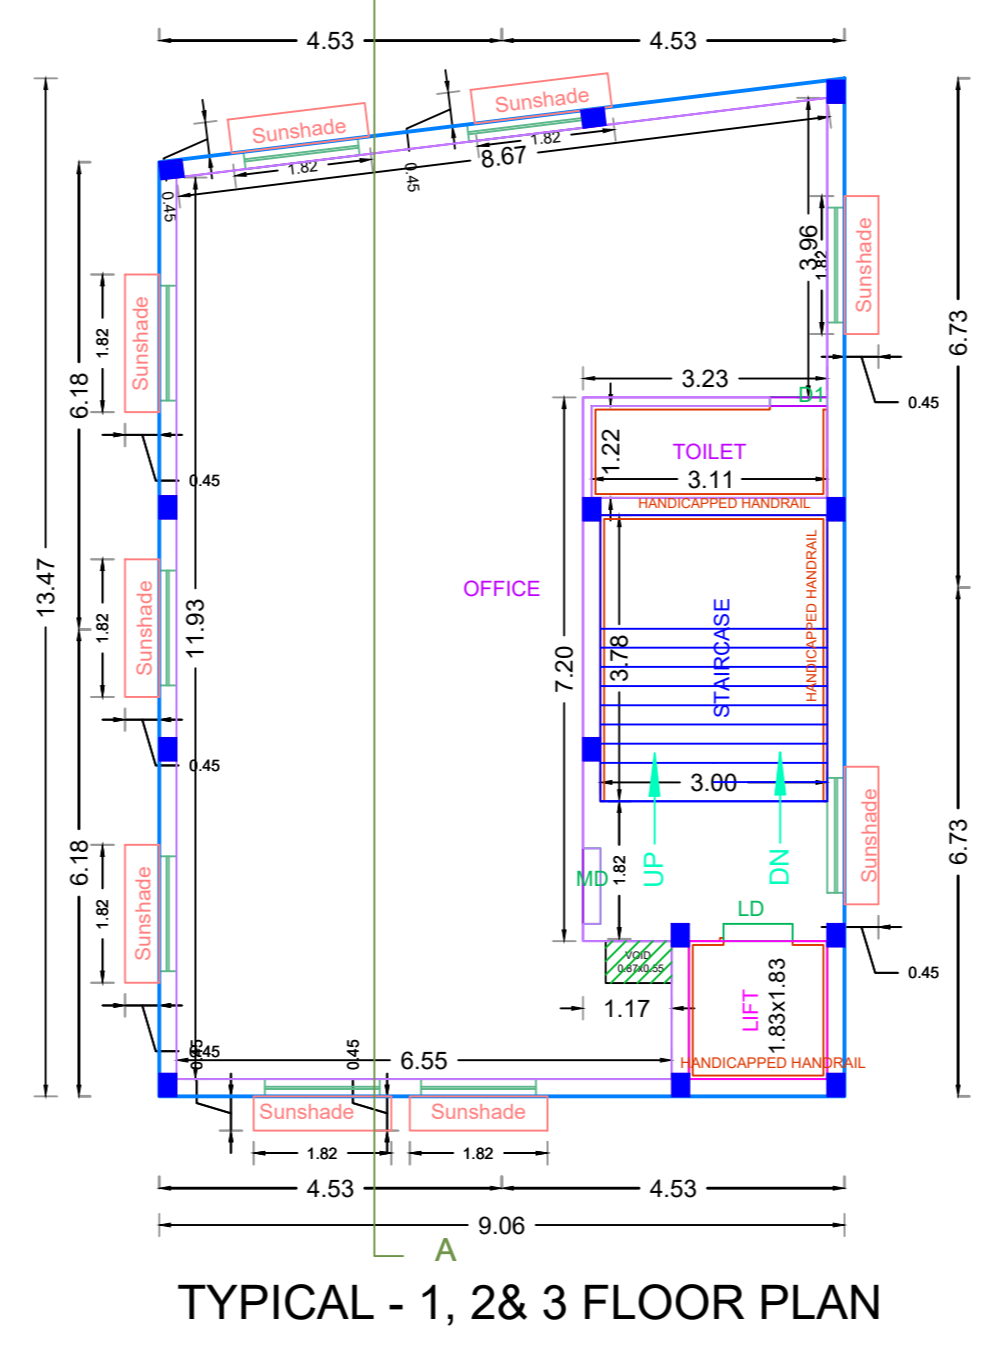 4.53 4.53
Sunshade
Sunshade
1.82
1.82
8.67
0.45
0.45
3.96
1.82
Sunshade
6.73
0.45
1.82
Sunshade
6.18
0.45
3.23
D1
1.22
TOILET
3.11
HANDICAPPED HANDRAIL
13.47
1.82
Sunshade
11.93
OFFICE
7.20
3.78
STAIRCASE
HANDICAPPED HANDRAIL
0.45
3.00
6.18
6.73
1.82
Sunshade
Sunshade
MD
1.82
UP
DN
LD
VOID
0.87x0.55
0.45
1.17
LIFT
1.83x1.83
HANDICAPPED HANDRAIL
0.45
0.45
0.45
6.55
Sunshade Sunshade
1.82 1.82
4.53 4.53
9.06
A
TYPICAL - 1, 2& 3 FLOOR PLAN